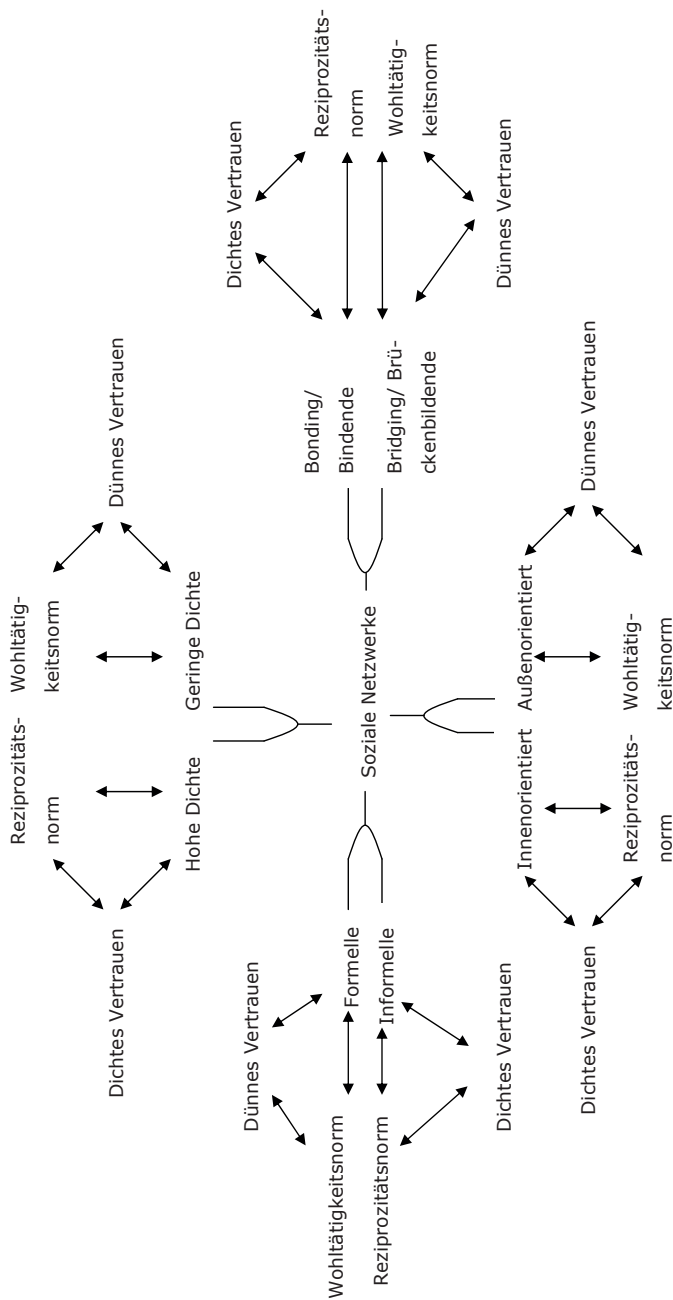 Reziprozitäts-
norm
Wohltätig-
keitsnorm
Dichtes Vertrauen
Hohe Dichte
Geringe Dichte
Dünnes Vertrauen
Dünnes Vertrauen
Wohltätigkeitsnorm
Formelle
Reziprozitätsnorm
Informelle
Dichtes Vertrauen
Soziale Netzwerke
Dichtes Vertrauen
Bonding/
Bindende
Bridging/ Brü-
ckenbildende
Reziprozitäts-
norm
Wohltätig-
keitsnorm
Dünnes Vertrauen
Innenorientiert
Außenorientiert
Dichtes Vertrauen
Dünnes Vertrauen
Reziprozitäts-
norm
Wohltätig-
keitsnorm